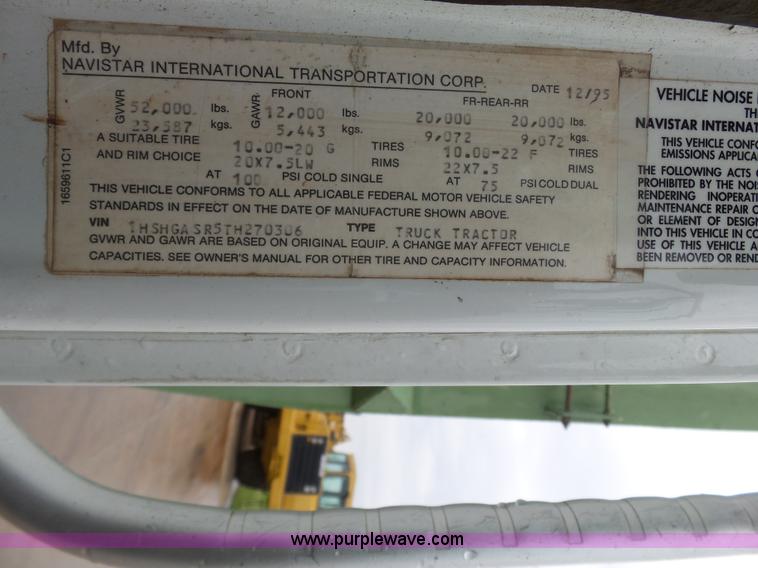 Mfd. By
NAVISTAR INTERNATIONAL TRANSPORTATION CORP.
DATE 12/95
FRONT FR-REAR-RR
GVWR 52,000 lbs. GAWR 12,000 lbs. 20,000 20,000 lbs.
23,587 kgs. 5,443 kgs. 9,072 9,072 kgs.
A SUITABLE TIRE 10.00-20 G TIRES 10.00-22 F TIRES
AND RIM CHOICE 20X7.5LW RIMS 22X7.5 RIMS
AT 100 PSI COLD SINGLE AT 75 PSI COLD DUAL
THIS VEHICLE CONFORMS TO ALL APPLICABLE FEDERAL MOTOR VEHICLE SAFETY
STANDARDS IN EFFECT ON THE DATE OF MANUFACTURE SHOWN ABOVE.
VIN 1HSHGASR5TH270306 TYPE TRUCK TRACTOR
GVWR AND GAWR ARE BASED ON ORIGINAL EQUIP. A CHANGE MAY AFFECT VEHICLE
CAPACITIES. SEE OWNER'S MANUAL FOR OTHER TIRE AND CAPACITY INFORMATION.
1659611C1
VEHICLE NOISE
TH
NAVISTAR INTERNAT
THIS VEHICLE CONFO
EMISSIONS APPLICA
THE FOLLOWING ACTS
PROHIBITED BY THE NOI
RENDERING INOPERATI
MAINTENANCE REPAIR O
OR ELEMENT OF DESIGN
INTO THIS VEHICLE IN CO
USE OF THIS VEHICLE A
BEEN REMOVED OR REND
www.purplewave.com